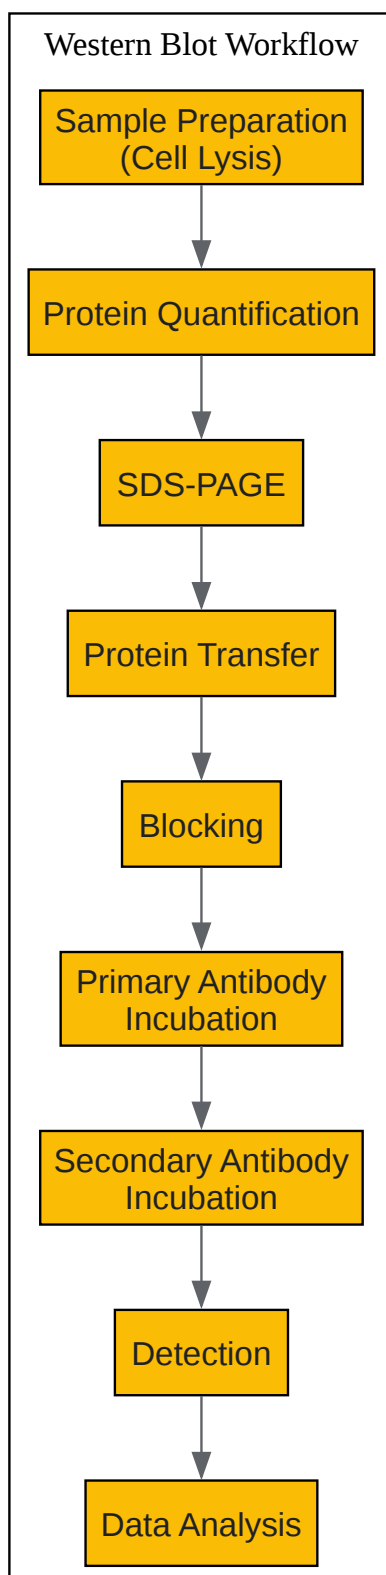 Western Blot Workflow
Sample Preparation
(Cell Lysis)
Protein Quantification
SDS-PAGE
Protein Transfer
Blocking
Primary Antibody
Incubation
Secondary Antibody
Incubation
Detection
Data Analysis